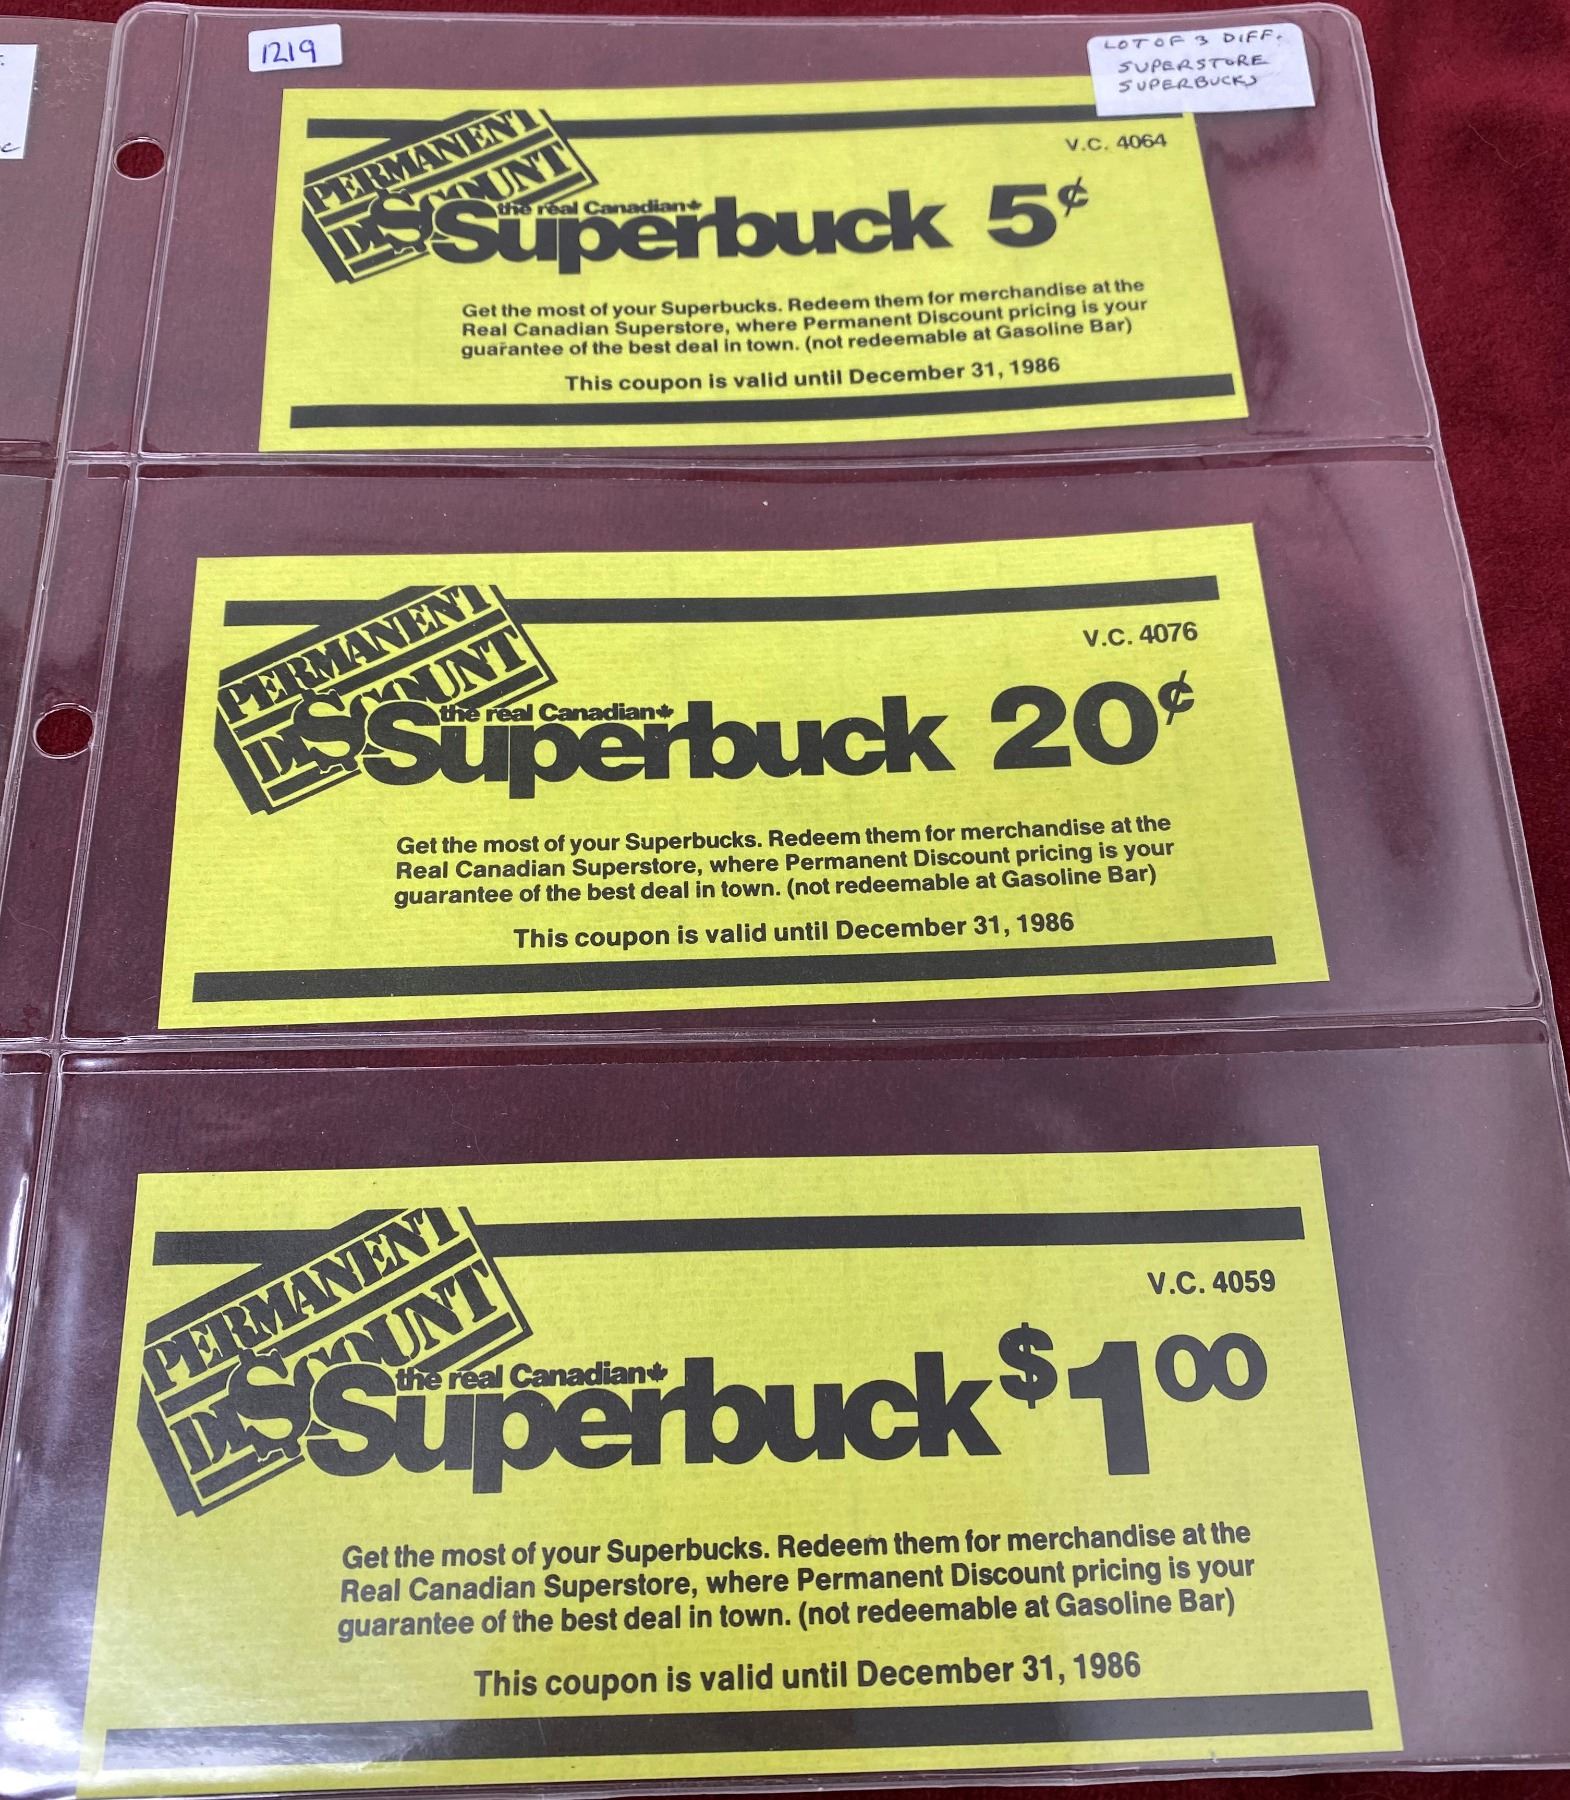 1219
LOT OF 3 DIFF.
SUPERSTORE
SUPERBUCKS
V.C. 4064
PERMANENT
DI$COUNT
the real Canadian
Superbuck 5¢
Get the most of your Superbucks. Redeem them for merchandise at the
Real Canadian Superstore, where Permanent Discount pricing is your
guarantee of the best deal in town. (not redeemable at Gasoline Bar)
This coupon is valid until December 31, 1986
V.C. 4076
PERMANENT
DI$COUNT
the real Canadian
Superbuck 20¢
Get the most of your Superbucks. Redeem them for merchandise at the
Real Canadian Superstore, where Permanent Discount pricing is your
guarantee of the best deal in town. (not redeemable at Gasoline Bar)
This coupon is valid until December 31, 1986
V.C. 4059
PERMANENT
DI$COUNT
the real Canadian
Superbuck $100
Get the most of your Superbucks. Redeem them for merchandise at the
Real Canadian Superstore, where Permanent Discount pricing is your
guarantee of the best deal in town. (not redeemable at Gasoline Bar)
This coupon is valid until December 31, 1986